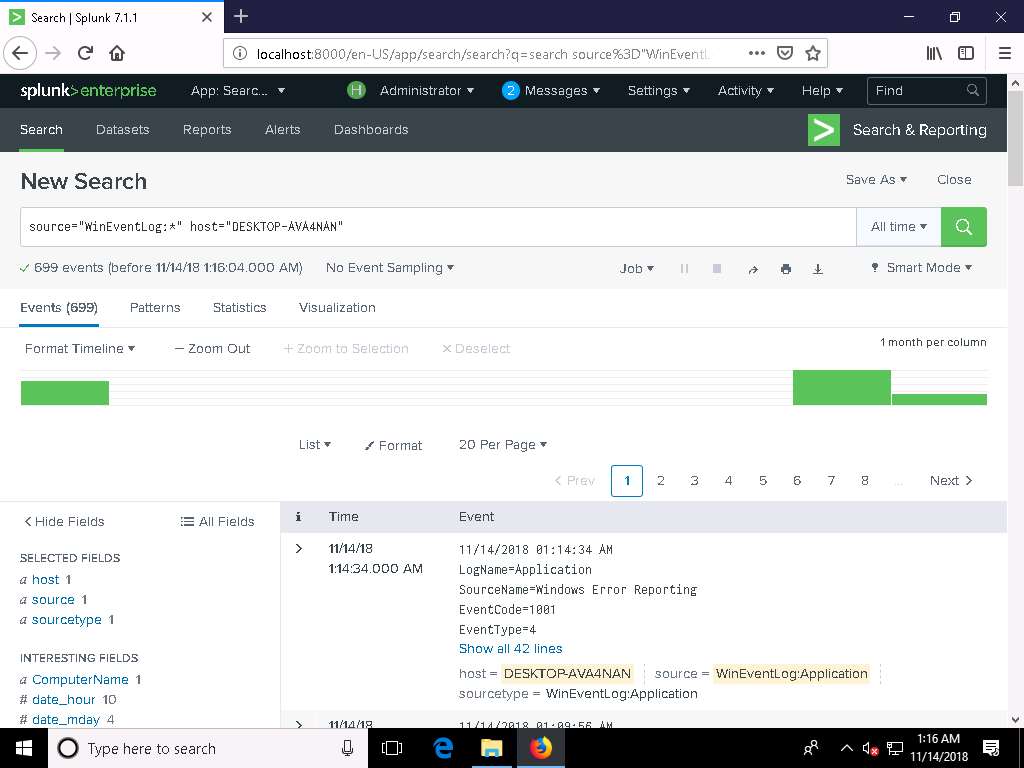 Search | Splunk 7.1.1
localhost:8000/en-US/app/search/search?q=search source%3D"WinEventL
splunk>enterprise App: Searc... H Administrator 2 Messages Settings Activity Help Find
Search Datasets Reports Alerts Dashboards Search & Reporting
New Search Save As Close
source="WinEventLog:*" host="DESKTOP-AVA4NAN" All time
699 events (before 11/14/18 1:16:04.000 AM) No Event Sampling Job Smart Mode
Events (699) Patterns Statistics Visualization
Format Timeline — Zoom Out + Zoom to Selection × Deselect 1 month per column
List Format 20 Per Page
< Prev 1 2 3 4 5 6 7 8 ... Next >
< Hide Fields All Fields
i Time Event
SELECTED FIELDS
a host 1
a source 1
a sourcetype 1
INTERESTING FIELDS
a ComputerName 1
# date_hour 10
# date_mday 4
> 11/14/18
1:14:34.000 AM
11/14/2018 01:14:34 AM
LogName=Application
SourceName=Windows Error Reporting
EventCode=1001
EventType=4
Show all 42 lines
host = DESKTOP-AVA4NAN source = WinEventLog:Application
sourcetype = WinEventLog:Application
11/14/18 11/14/2018 01:09:56 AM
Type here to search
1:16 AM
11/14/2018